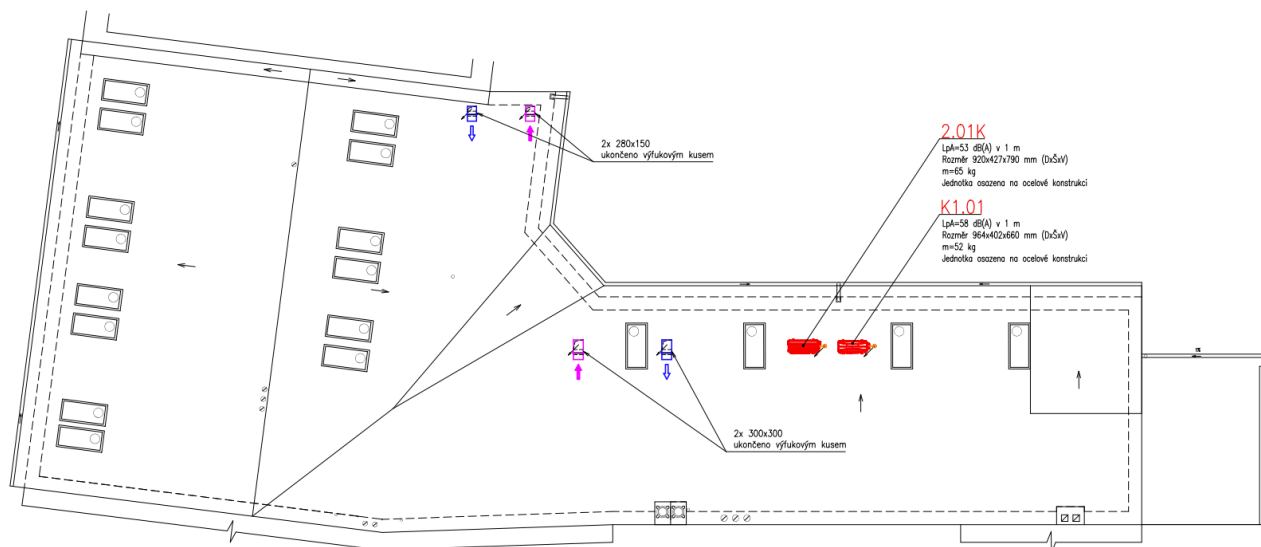 2x 280x150
ukončeno výfukovým kusem
2.01K
LpA=53 dB(A) v 1 m
Rozměr 920x427x790 mm (DxŠxV)
m=65 kg
Jednotka osazena na ocelové konstrukci
K1.01
LpA=58 dB(A) v 1 m
Rozměr 964x402x660 mm (DxŠxV)
m=52 kg
Jednotka osazena na ocelové konstrukci
2x 300x300
ukončeno výfukovým kusem